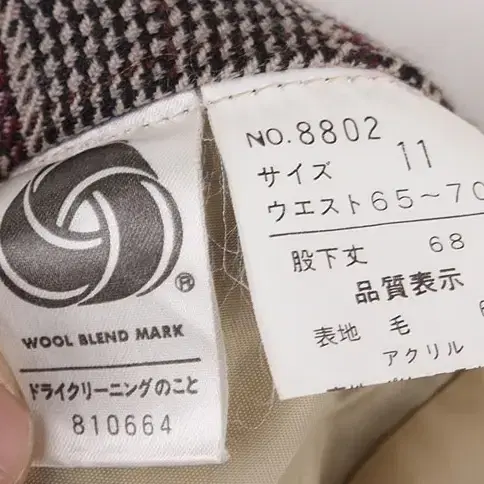 ®
WOOL BLEND MARK
ドライクリーニングのこと
810664
NO.8802
サイズ 11
ウエスト 65~70
股下丈 68
品質表示
表地 毛
アクリル